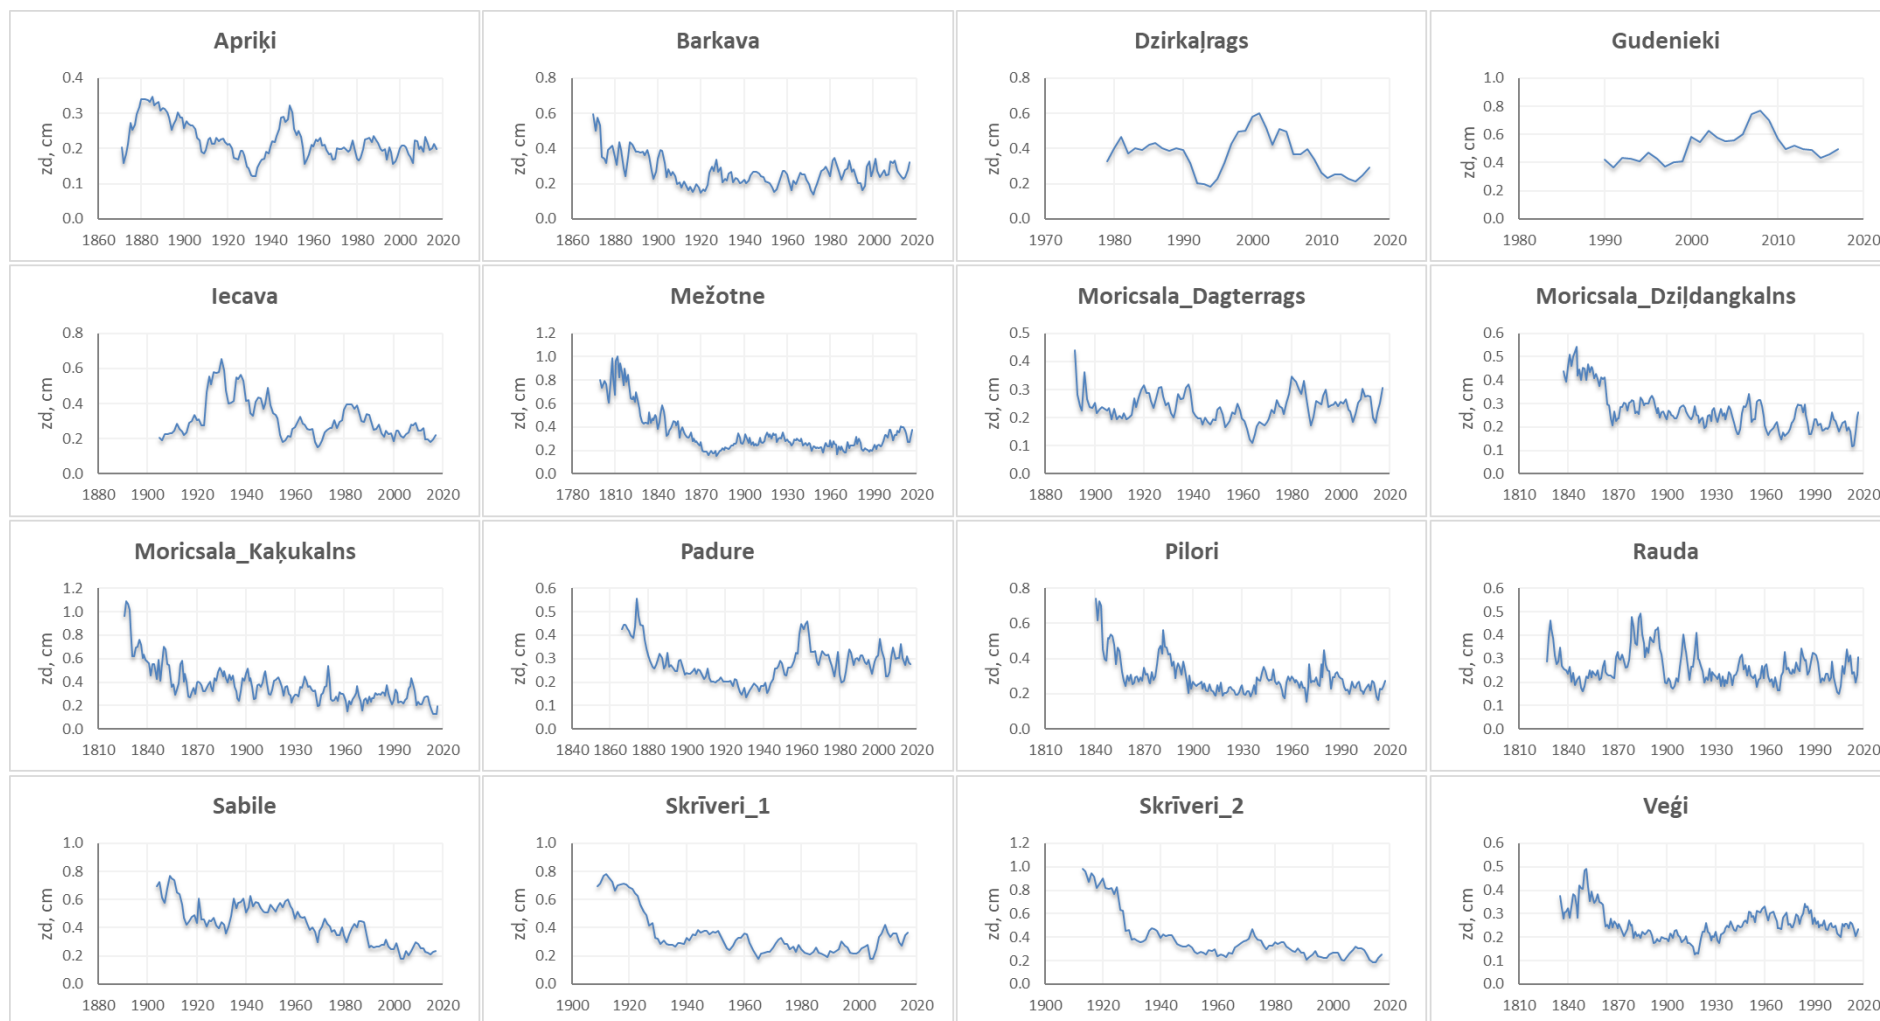 Apriķi
zd, cm
0.4
0.3
0.2
0.1
0.0
1860 1880 1900 1920 1940 1960 1980 2000 2020
Barkava
zd, cm
0.8
0.6
0.4
0.2
0.0
1860 1880 1900 1920 1940 1960 1980 2000 2020
Dzirkaļrags
zd, cm
0.8
0.6
0.4
0.2
0.0
1970 1980 1990 2000 2010 2020
Gudenieki
zd, cm
1.0
0.8
0.6
0.4
0.2
0.0
1980 1990 2000 2010 2020
Iecava
zd, cm
0.8
0.6
0.4
0.2
0.0
1880 1900 1920 1940 1960 1980 2000 2020
Mežotne
zd, cm
1.2
1.0
0.8
0.6
0.4
0.2
0.0
1780 1810 1840 1870 1900 1930 1960 1990 2020
Moricsala_Dagterrags
zd, cm
0.5
0.4
0.3
0.2
0.1
0.0
1880 1900 1920 1940 1960 1980 2000 2020
Moricsala_Dziļdangkalns
zd, cm
0.6
0.5
0.4
0.3
0.2
0.1
0.0
1810 1840 1870 1900 1930 1960 1990 2020
Moricsala_Kaķukalns
zd, cm
1.2
1.0
0.8
0.6
0.4
0.2
0.0
1810 1840 1870 1900 1930 1960 1990 2020
Padure
zd, cm
0.6
0.5
0.4
0.3
0.2
0.1
0.0
1840 1860 1880 1900 1920 1940 1960 1980 2000 2020
Pilori
zd, cm
0.8
0.6
0.4
0.2
0.0
1810 1840 1870 1900 1930 1960 1990 2020
Rauda
zd, cm
0.6
0.5
0.4
0.3
0.2
0.1
0.0
1810 1840 1870 1900 1930 1960 1990 2020
Sabile
zd, cm
1.0
0.8
0.6
0.4
0.2
0.0
1880 1900 1920 1940 1960 1980 2000 2020
Skrīveri_1
zd, cm
1.0
0.8
0.6
0.4
0.2
0.0
1900 1920 1940 1960 1980 2000 2020
Skrīveri_2
zd, cm
1.2
1.0
0.8
0.6
0.4
0.2
0.0
1900 1920 1940 1960 1980 2000 2020
Veģi
zd, cm
0.6
0.5
0.4
0.3
0.2
0.1
0.0
1810 1840 1870 1900 1930 1960 1990 2020